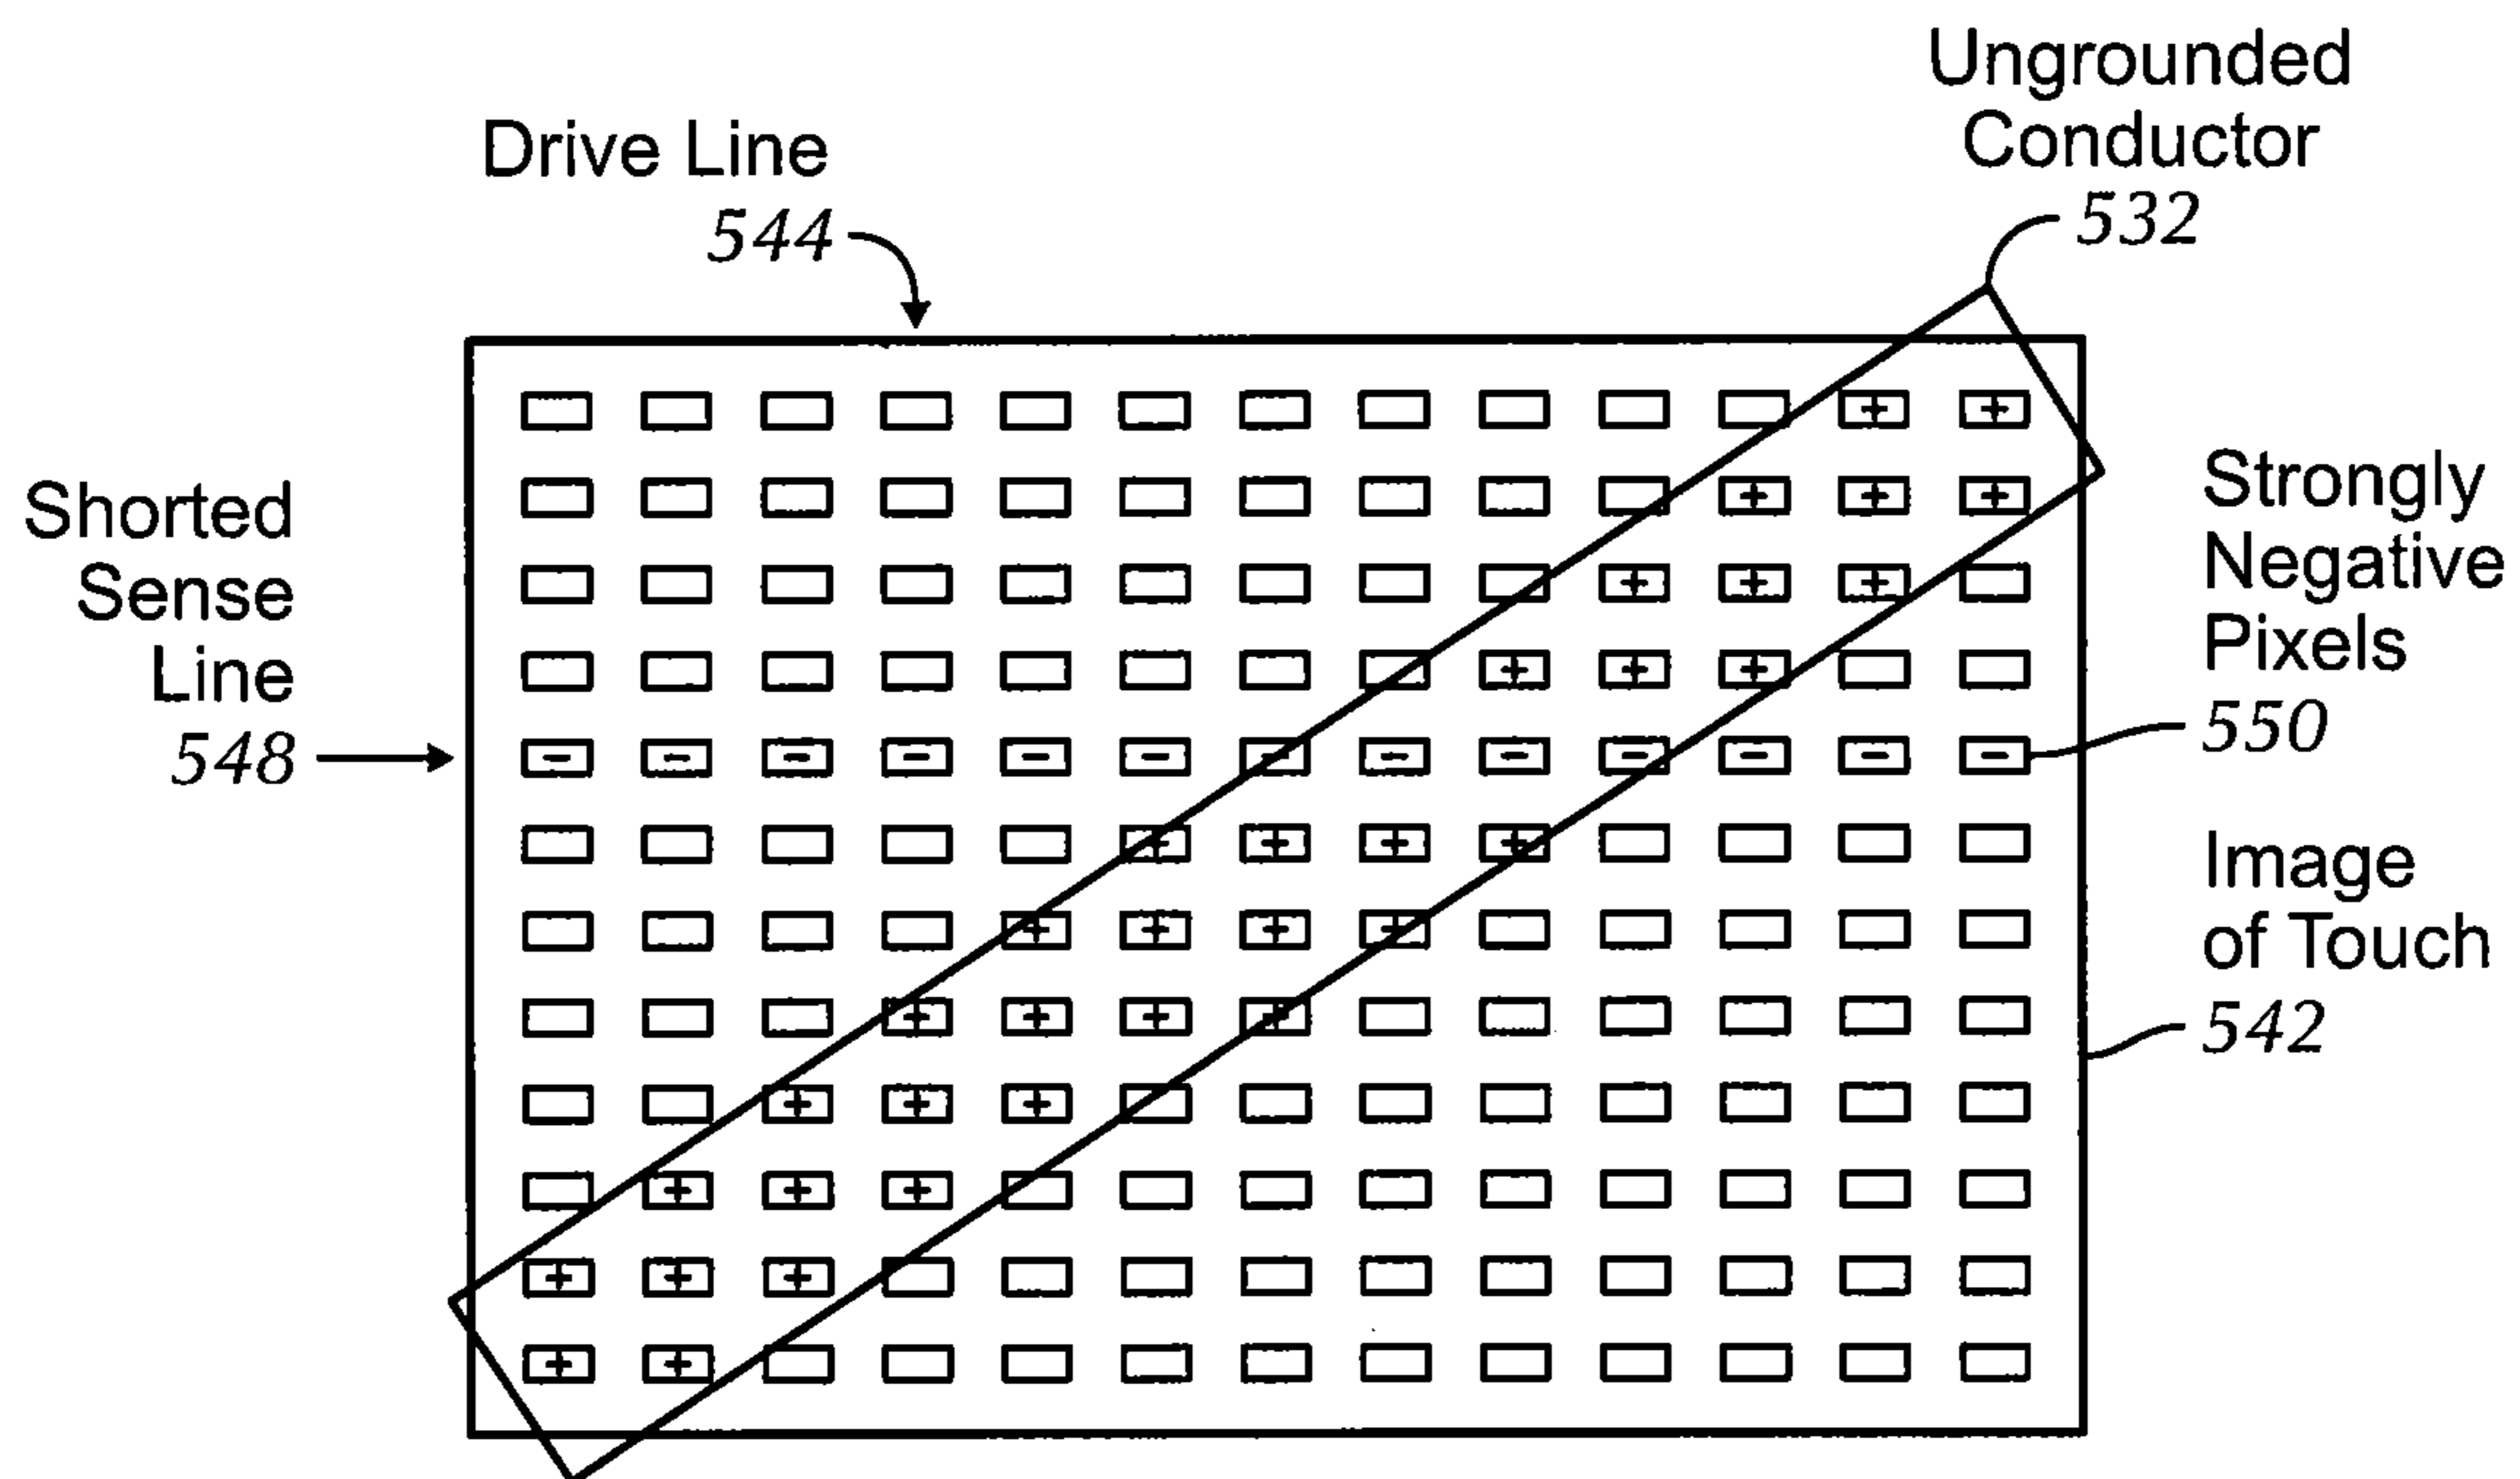 Ungrounded
Conductor
532
Drive Line
544
Shorted
Sense
Line
548
Strongly
Negative
Pixels
550
Image
of Touch
542
+ +
+ + +
+ + +
+ + +
- - - - - - - - - - - - -
+ + + +
+ + + +
+ + + +
+ + +
+ + +
+ + +
+ +